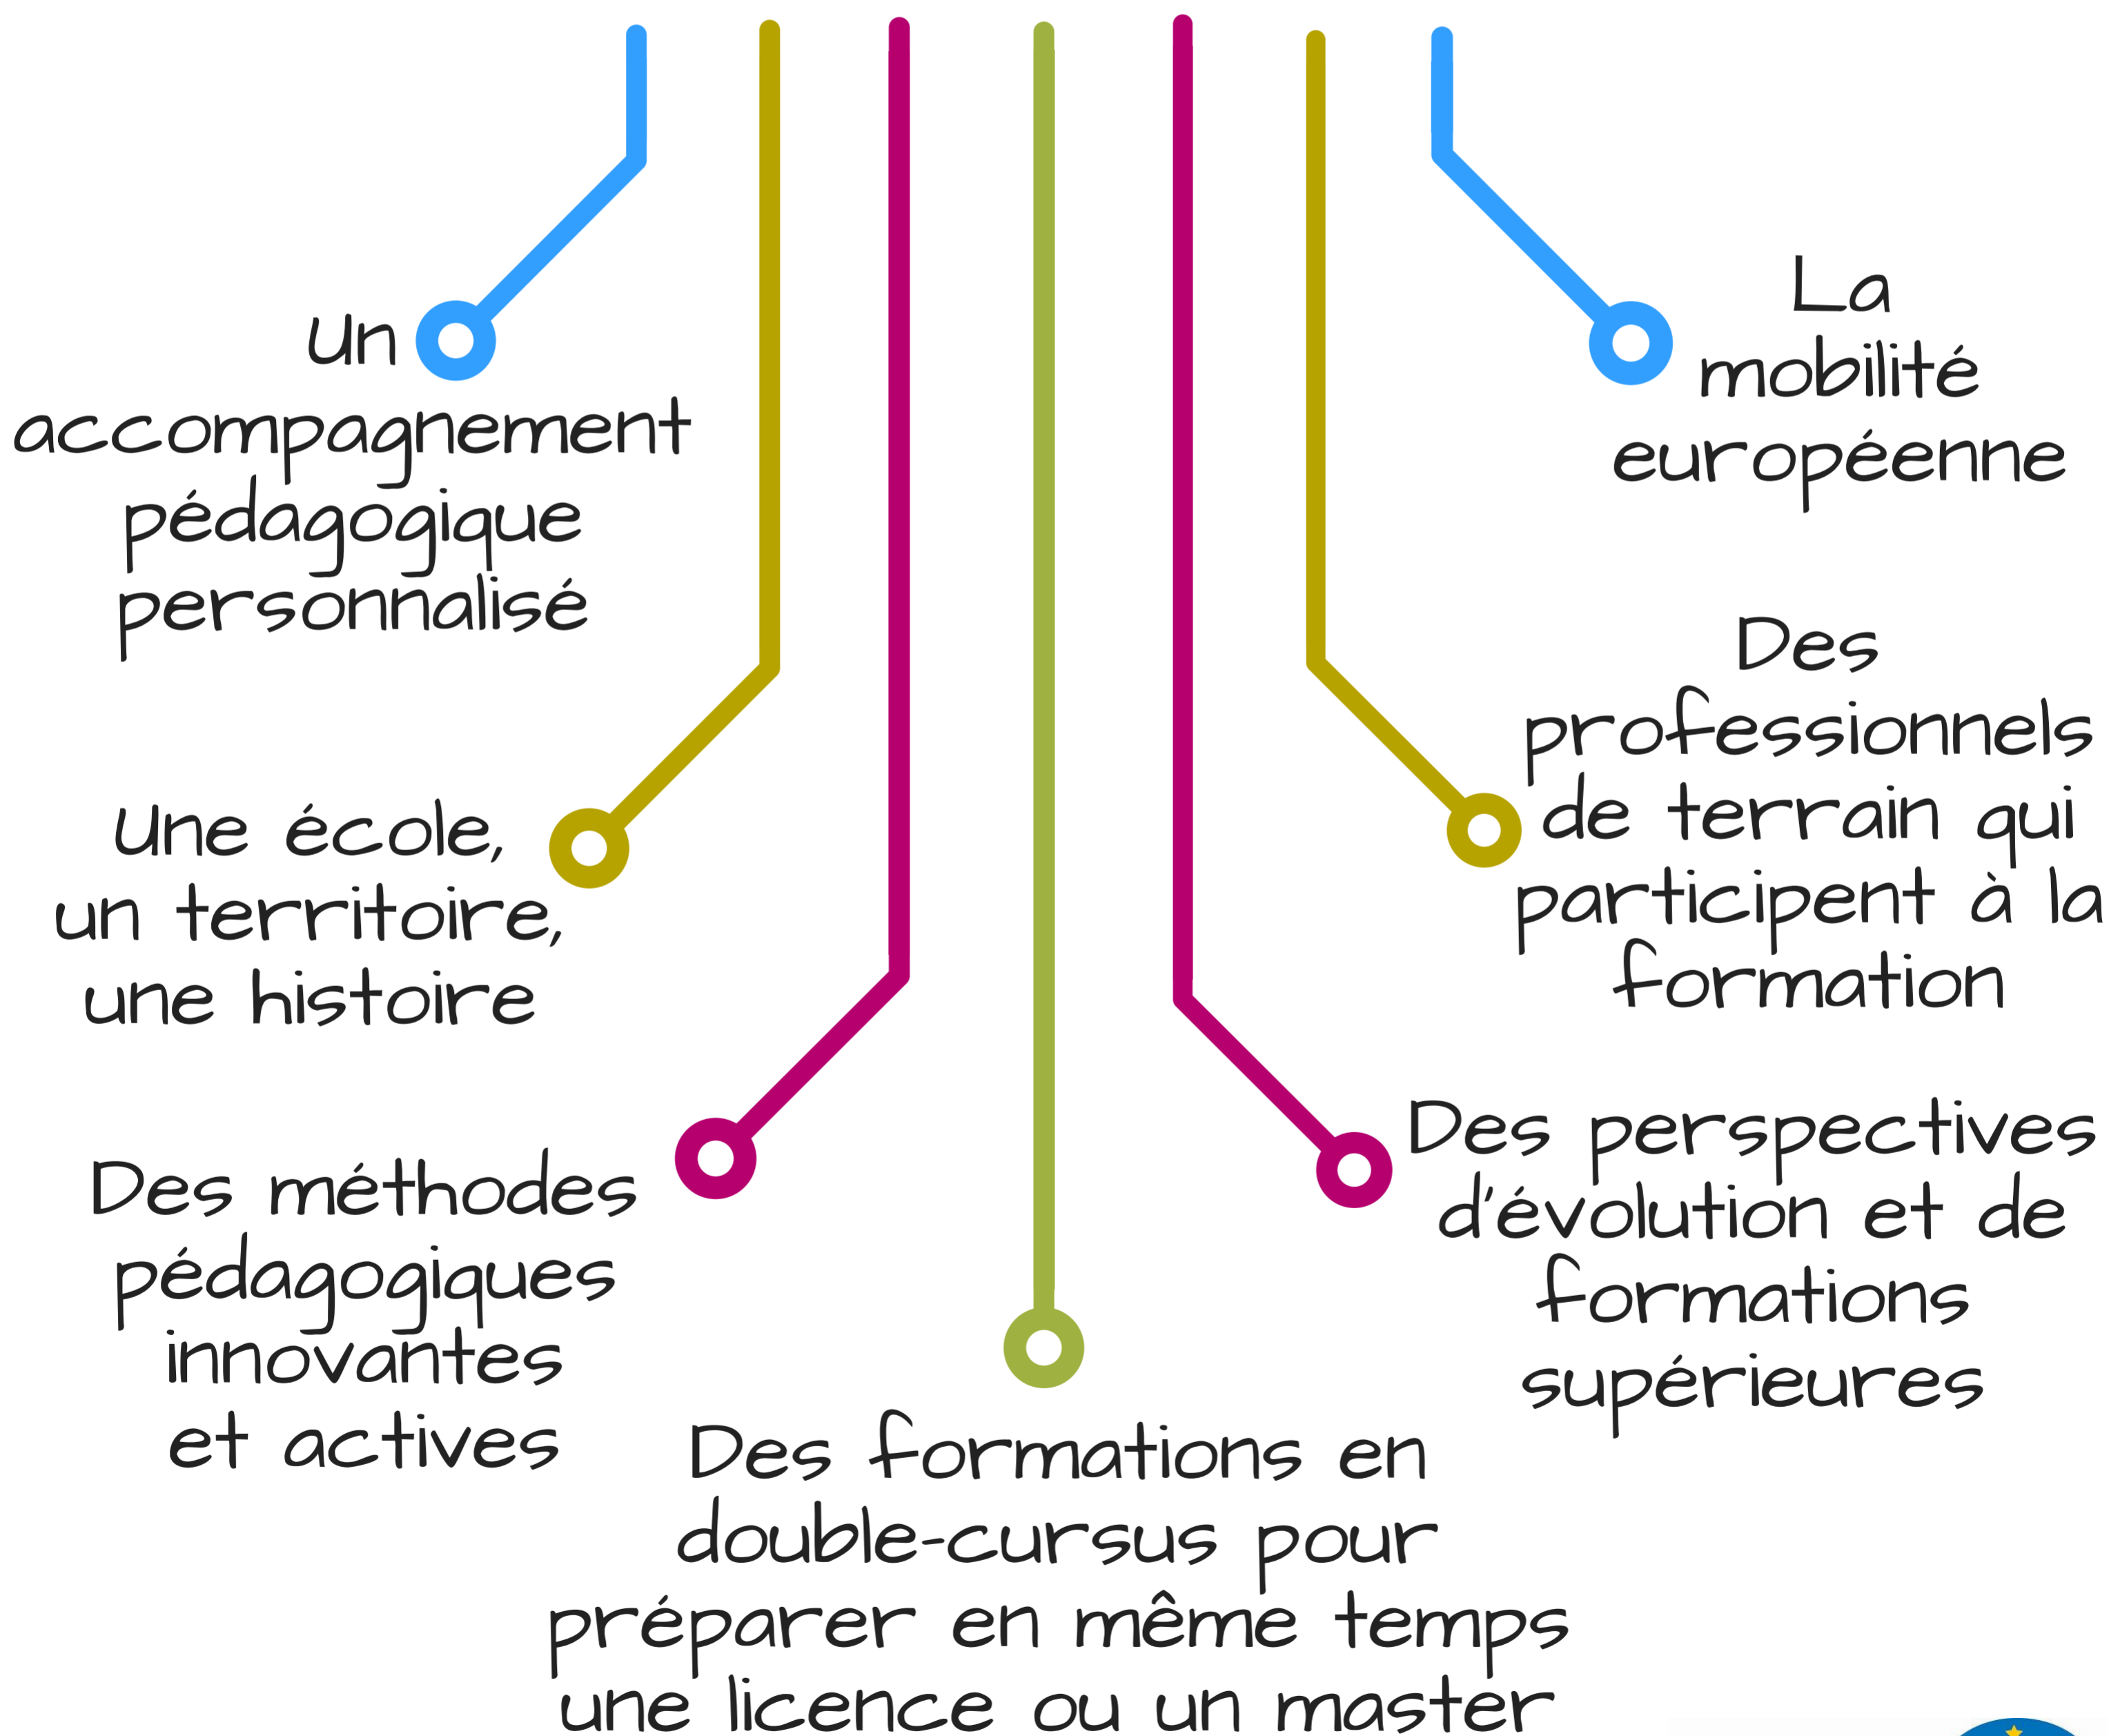 Un
accompagnement
pédagogique
personnalisé
Une école,
un territoire,
une histoire
Des méthodes
pédagogiques
innovantes
et actives
Des formations en
double-cursus pour
préparer en même temps
une licence ou un master
La
mobilité
européenne
Des
professionnels
de terrain qui
participent à la
formation
Des perspectives
d'évolution et de
formations
supérieures